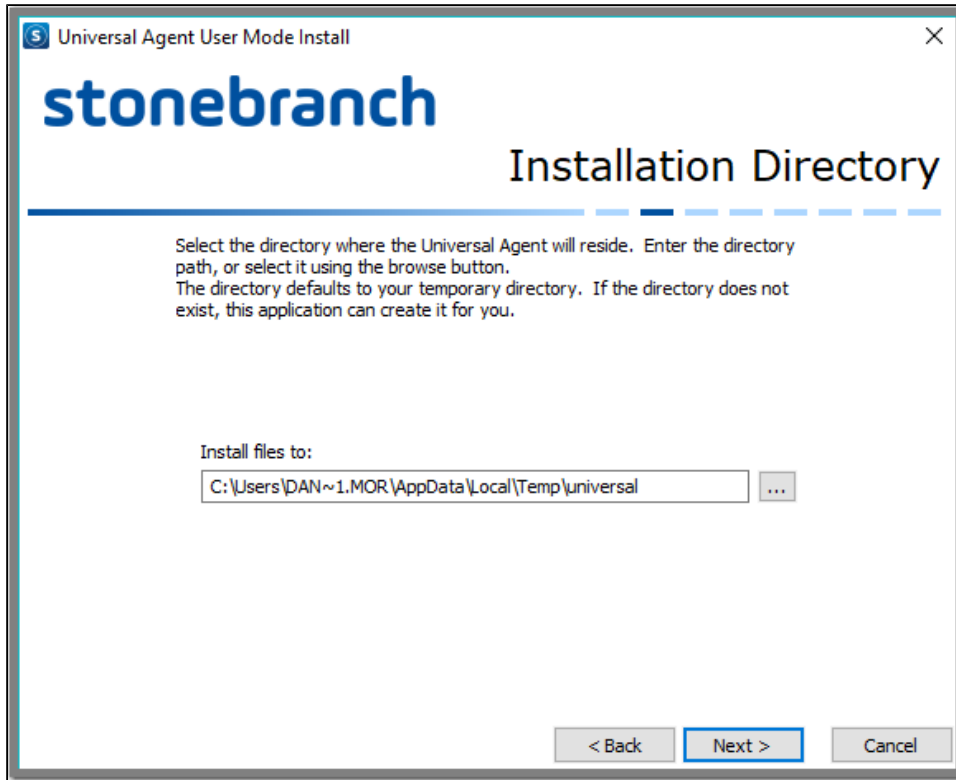 Universal Agent User Mode Install
stonebranch
Installation Directory
Select the directory where the Universal Agent will reside.  Enter the directory
path, or select it using the browse button.
The directory defaults to your temporary directory.  If the directory does not
exist, this application can create it for you.
Install files to:
C:\Users\DAN~1.MOR\AppData\Local\Temp\universal
...
< Back Next > Cancel